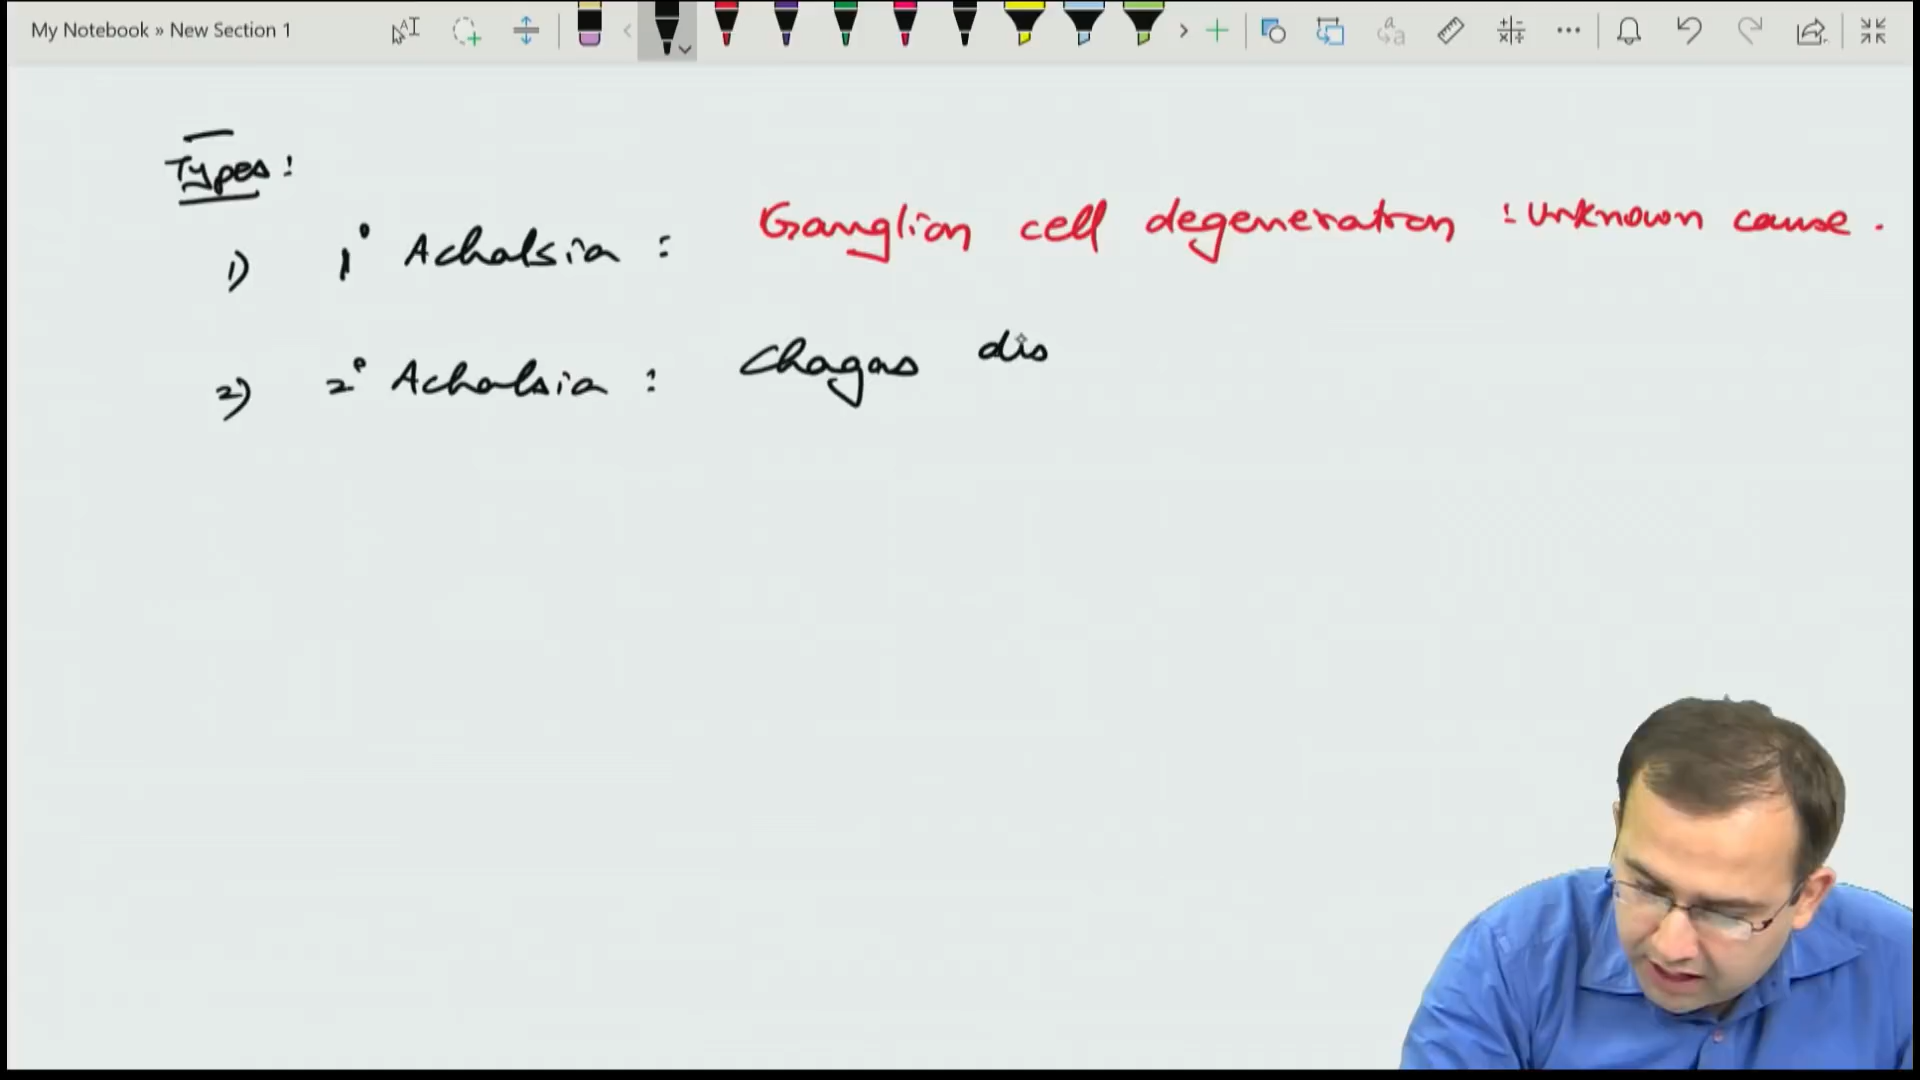 My Notebook » New Section 1
Types:
1) 1° Achalsia : Ganglion cell degeneration : unknown cause.
2) 2° Achalsia : Chagas dis